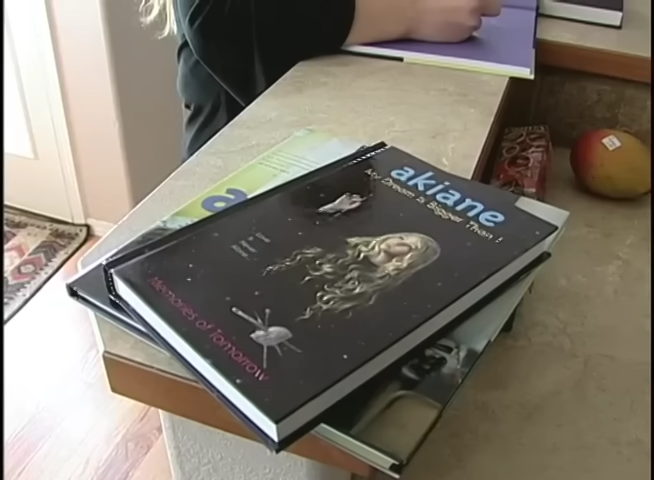 akiane
My Dream is Bigger Than I
Memories of Tomorrow